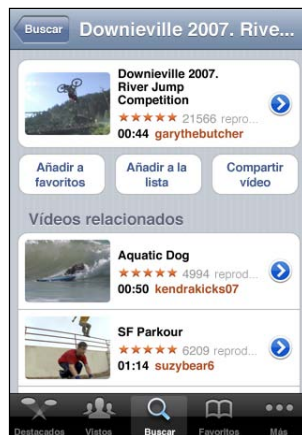 Buscar
Downieville 2007. Rive...
Downieville 2007.
River Jump
Competition
21566 repro...
00:44 garythebutcher
Añadir a
favoritos
Añadir a la
lista
Compartir
vídeo
Vídeos relacionados
Aquatic Dog
4994 reprod...
00:50 kendrakicks07
SF Parkour
6209 reprod...
01:14 suzybear6
Destacados
Vistos
Buscar
Favoritos
Más